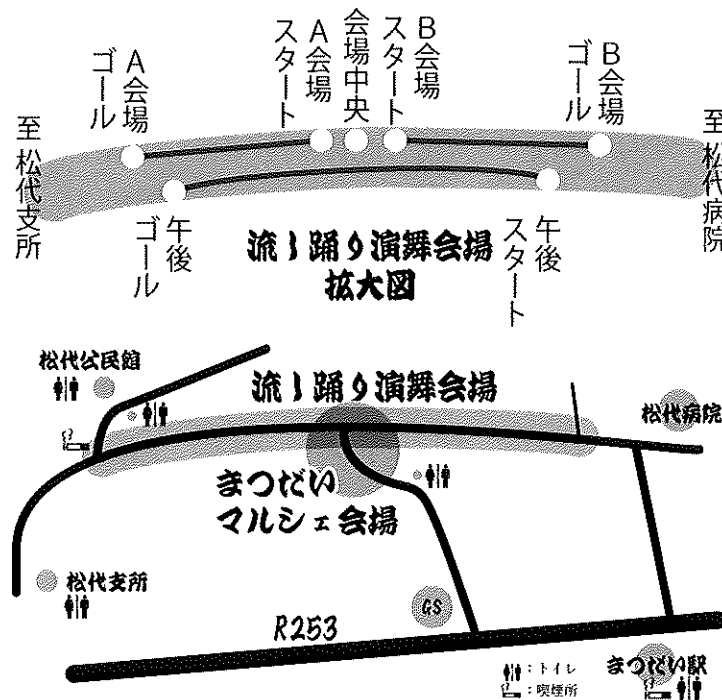 至 松代支所
A会場
ゴール
A会場
スタート
会場中央
B会場
スタート
B会場
ゴール
至 松代病院
午後
ゴール
午後
スタート
流し踊り演舞会場
拡大図
松代公民館
流し踊り演舞会場
松代病院
まつだい
マルシェ会場
松代支所
GS
R253
：トイレ
：喫煙所
まつだい駅